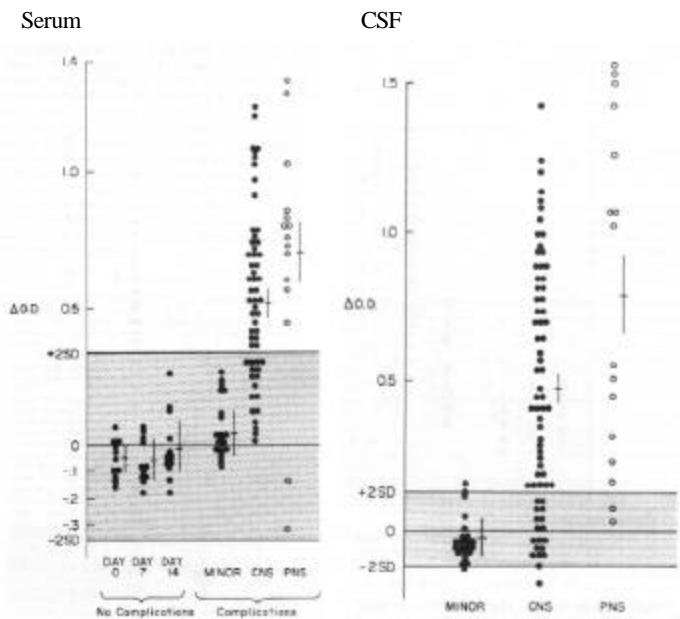 Serum
CSF
1.4
1.0
Δ O.D.
0.5
+2SD
0
-.1
-.2
-.3
-2SD
DAY 0
DAY 7
DAY 14
MINOR
CNS
PNS
No Complications
Complications
1.5
1.0
Δ O.D.
0.5
+2SD
0
-2SD
MINOR
CNS
PNS